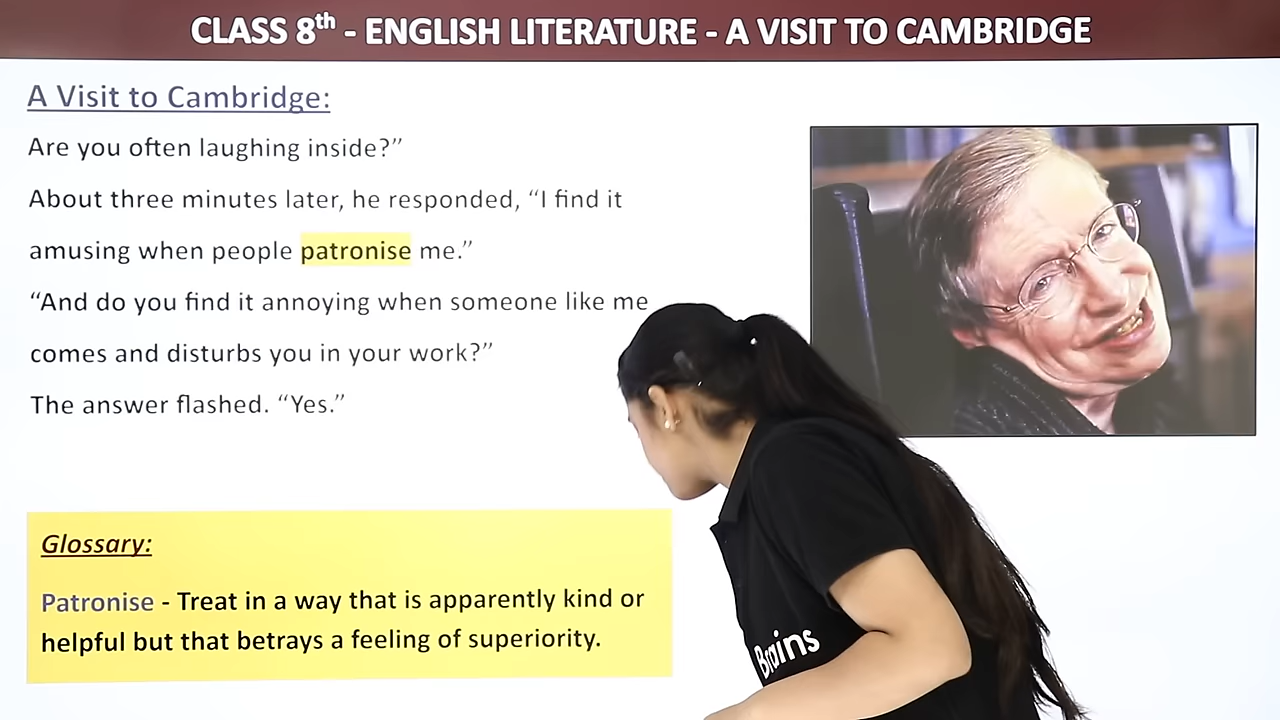 CLASS 8th - ENGLISH LITERATURE - A VISIT TO CAMBRIDGE
A Visit to Cambridge:
Are you often laughing inside?”
About three minutes later, he responded, “I find it
amusing when people patronise me.”
“And do you find it annoying when someone like me
comes and disturbs you in your work?”
The answer flashed. “Yes.”
Glossary:
Patronise - Treat in a way that is apparently kind or
helpful but that betrays a feeling of superiority.
Brains